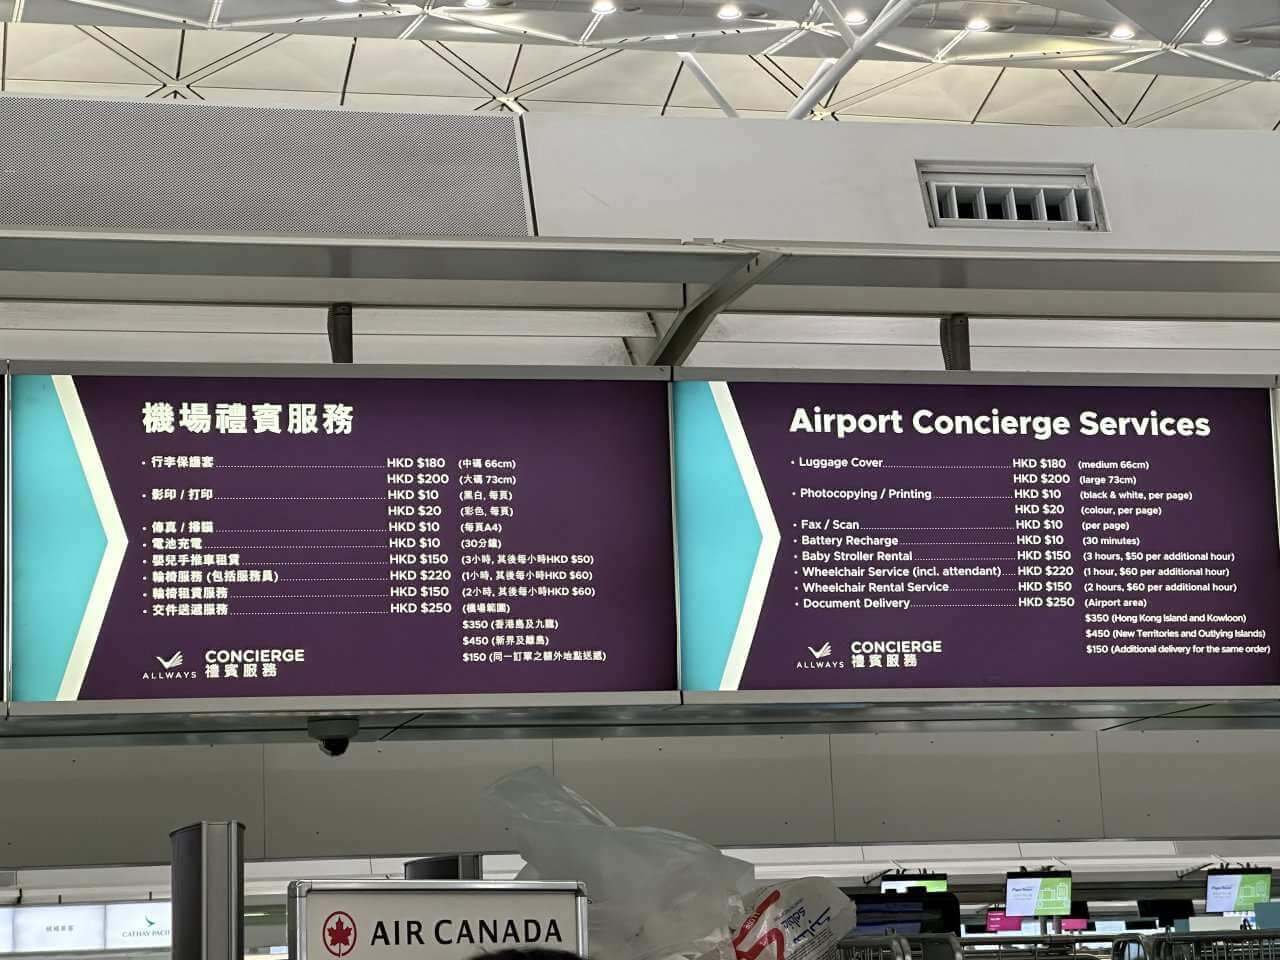 機場禮賓服務
· 行李保護套 HKD $180 (中碼 66cm)
HKD $200 (大碼 73cm)
· 影印 / 打印 HKD $10 (黑白, 每頁)
HKD $20 (彩色, 每頁)
· 傳真 / 掃瞄 HKD $10 (每頁A4)
· 電池充電 HKD $10 (30分鐘)
· 嬰兒手推車租賃 HKD $150 (3小時, 其後每小時HKD $50)
· 輪椅服務 (包括服務員) HKD $220 (1小時, 其後每小時HKD $60)
· 輪椅租賃服務 HKD $150 (2小時, 其後每小時HKD $60)
· 文件送遞服務 HKD $250 (機場範圍)
$350 (香港島及九龍)
$450 (新界及離島)
$150 (同一訂單之額外地點送遞)
ALLWAYS
CONCIERGE
禮賓服務
Airport Concierge Services
· Luggage Cover HKD $180 (medium 66cm)
HKD $200 (large 73cm)
· Photocopying / Printing HKD $10 (black & white, per page)
HKD $20 (colour, per page)
· Fax / Scan HKD $10 (per page)
· Battery Recharge HKD $10 (30 minutes)
· Baby Stroller Rental HKD $150 (3 hours, $50 per additional hour)
· Wheelchair Service (incl. attendant) HKD $220 (1 hour, $60 per additional hour)
· Wheelchair Rental Service HKD $150 (2 hours, $60 per additional hour)
· Document Delivery HKD $250 (Airport area)
$350 (Hong Kong Island and Kowloon)
$450 (New Territories and Outlying Islands)
$150 (Additional delivery for the same order)
ALLWAYS
CONCIERGE
禮賓服務
AIR CANADA
CATHAY PACI